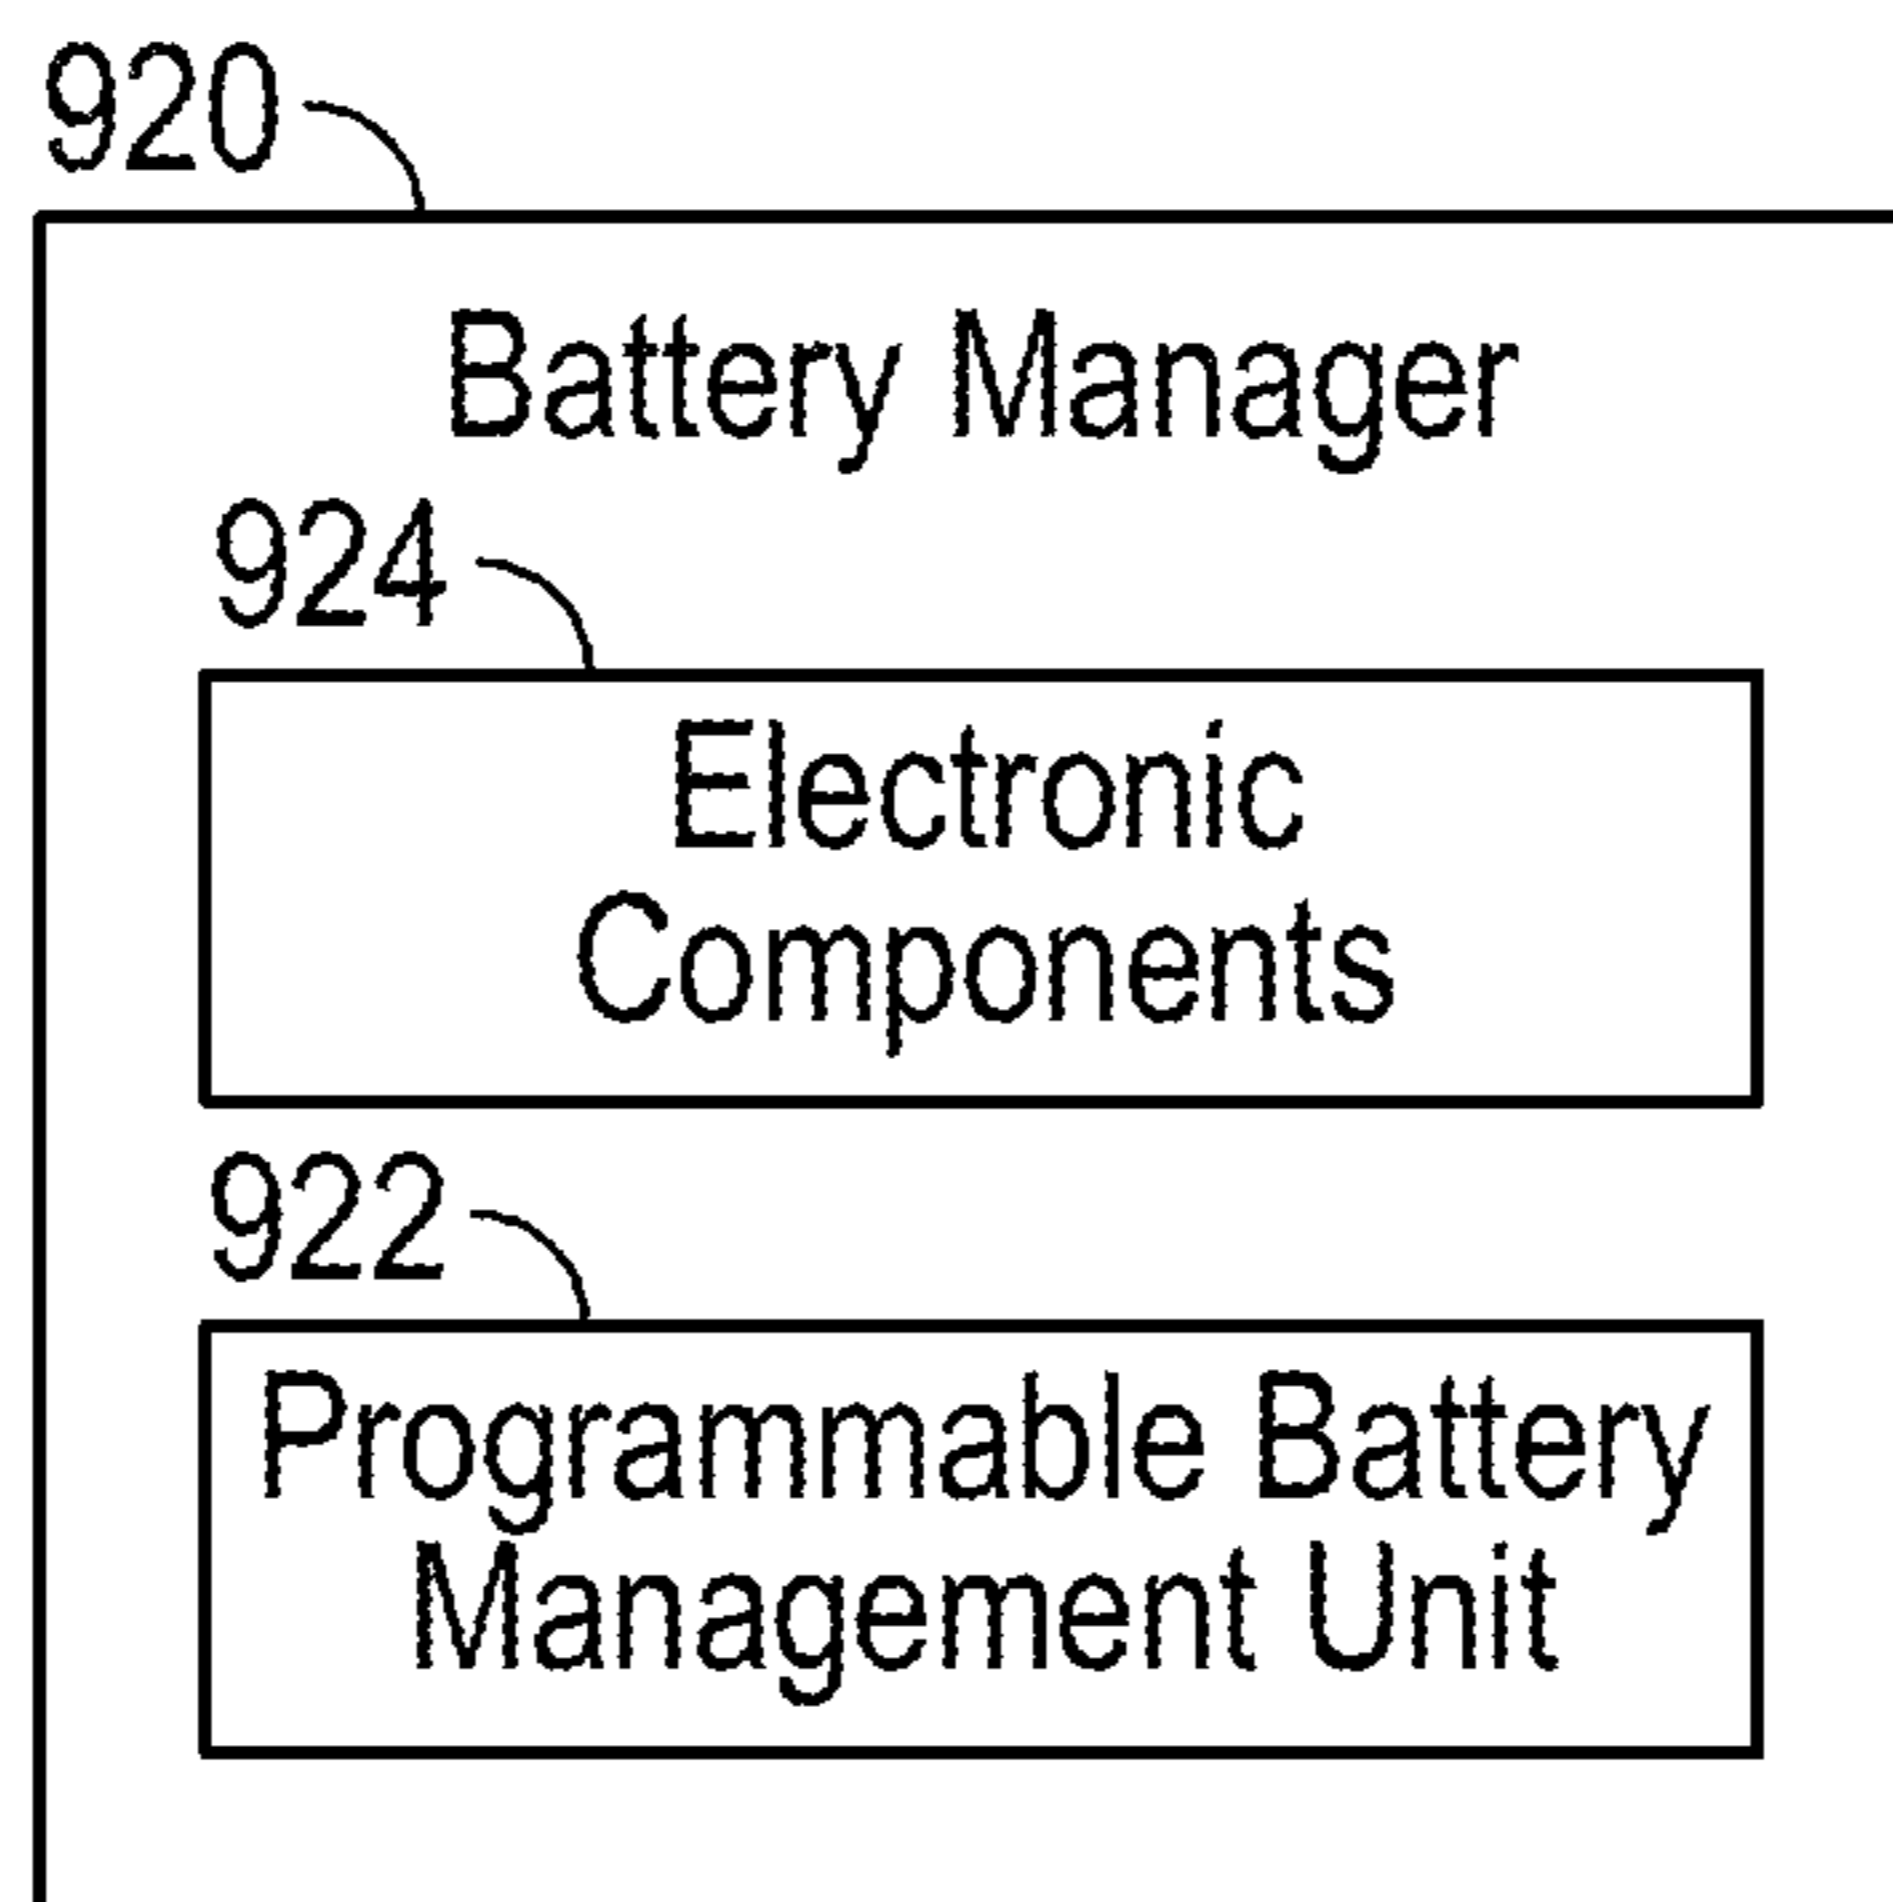 920
Battery Manager
924
Electronic
Components
922
Programmable Battery
Management Unit